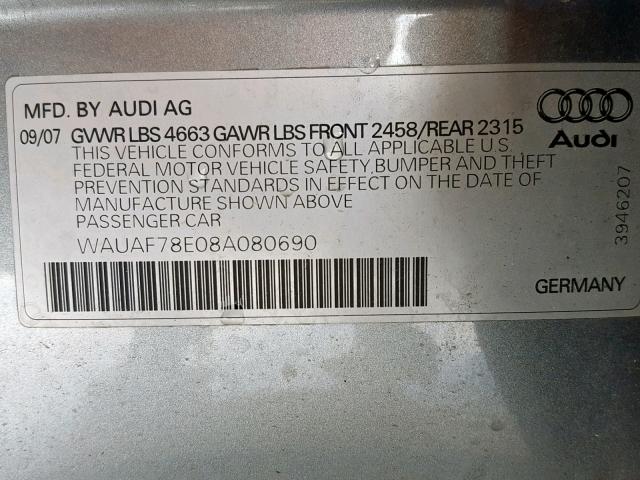 MFD. BY AUDI AG
09/07 GVWR LBS 4663 GAWR LBS FRONT 2458/REAR 2315
THIS VEHICLE CONFORMS TO ALL APPLICABLE U.S.
FEDERAL MOTOR VEHICLE SAFETY, BUMPER AND THEFT
PREVENTION STANDARDS IN EFFECT ON THE DATE OF
MANUFACTURE SHOWN ABOVE
PASSENGER CAR
WAUAF78E08A080690
Audi
3946207
GERMANY